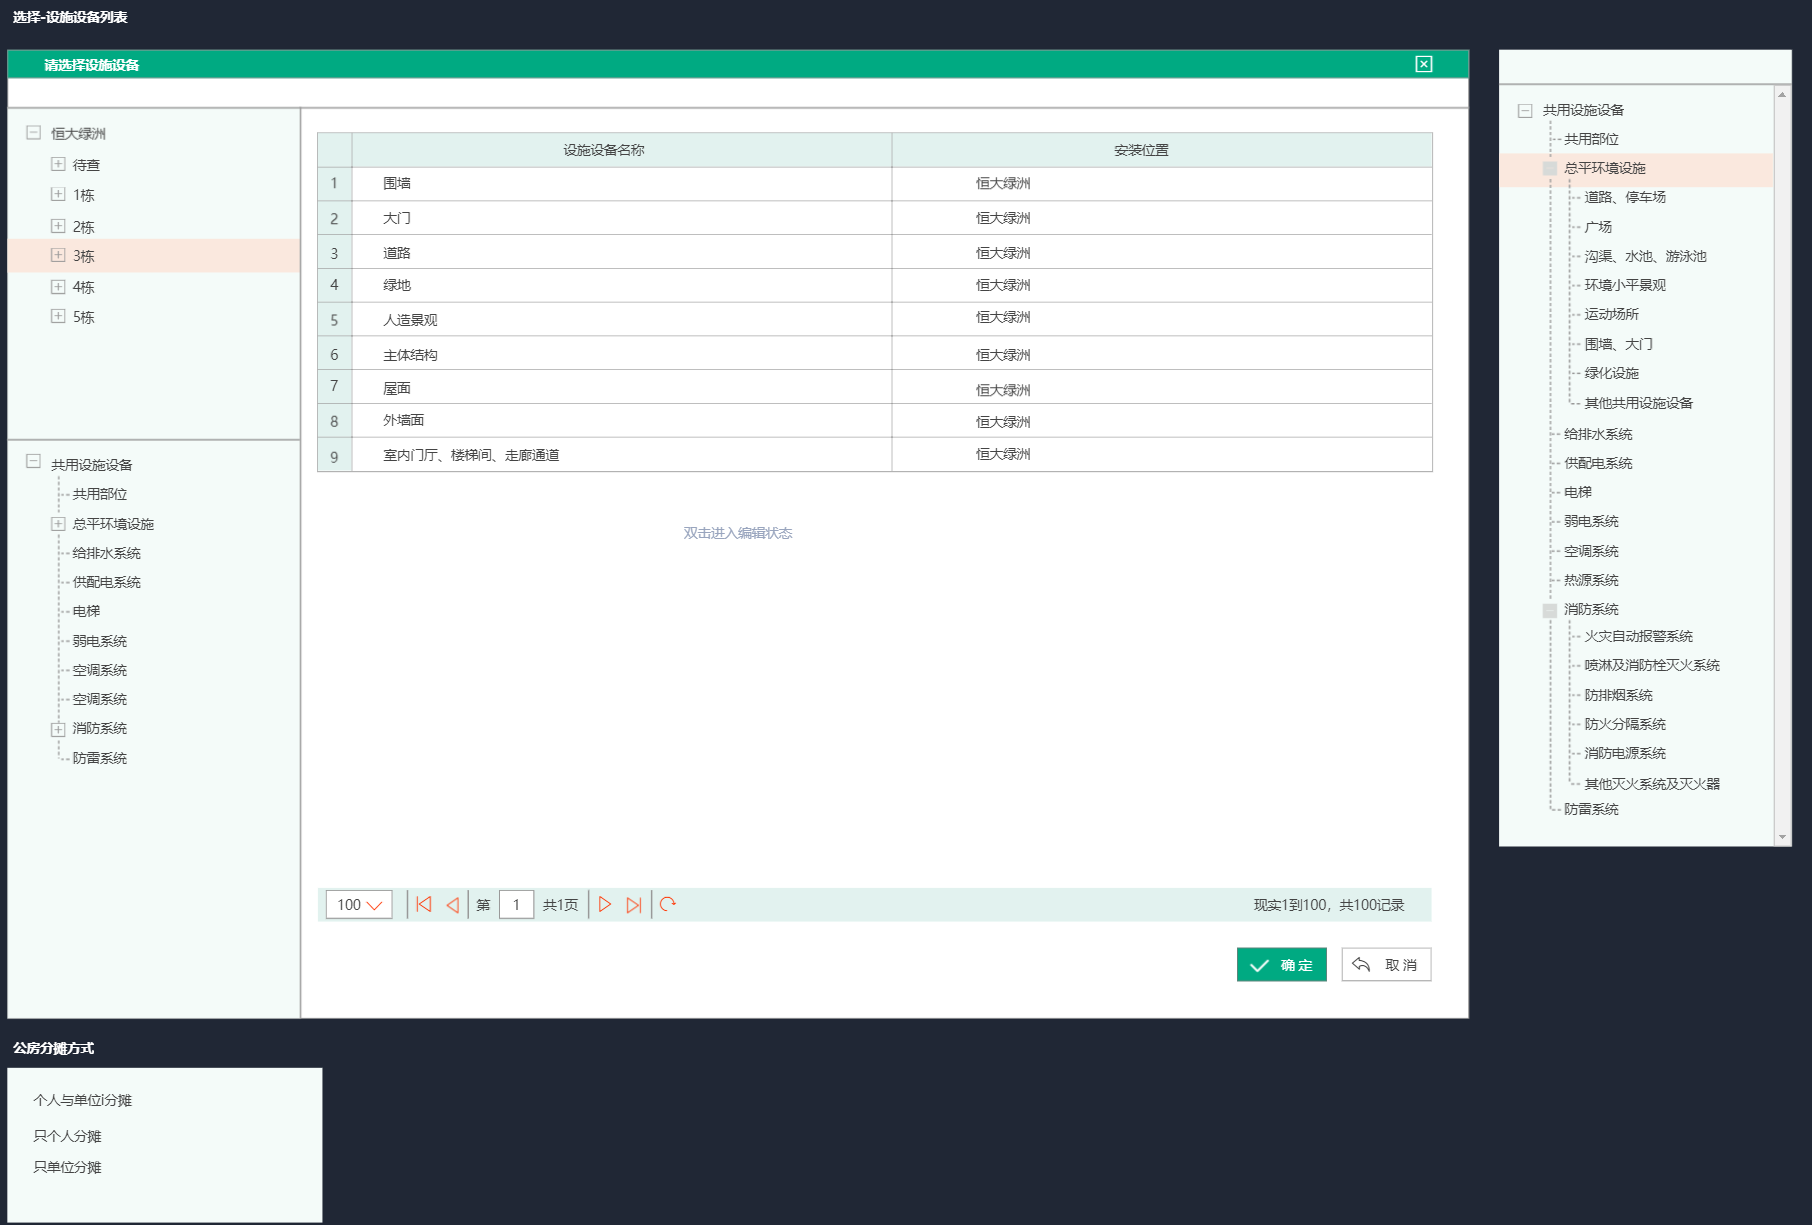 选择-设施设备列表
请选择设施设备
恒大绿洲
待查
1栋
2栋
3栋
4栋
5栋
共用设施设备
共用部位
总平环境设施
给排水系统
供配电系统
电梯
弱电系统
空调系统
空调系统
消防系统
防雷系统
设施设备名称 安装位置
1 围墙 恒大绿洲
2 大门 恒大绿洲
3 道路 恒大绿洲
4 绿地 恒大绿洲
5 人造景观 恒大绿洲
6 主体结构 恒大绿洲
7 屋面 恒大绿洲
8 外墙面 恒大绿洲
9 室内门厅、楼梯间、走廊通道 恒大绿洲
双击进入编辑状态
100 第 1 共1页 现实1到100，共100记录
确定 取消
共用设施设备
共用部位
总平环境设施
道路、停车场
广场
沟渠、水池、游泳池
环境小平景观
运动场所
围墙、大门
绿化设施
其他共用设施设备
给排水系统
供配电系统
电梯
弱电系统
空调系统
热源系统
消防系统
火灾自动报警系统
喷淋及消防栓灭火系统
防排烟系统
防火分隔系统
消防电源系统
其他灭火系统及灭火器
防雷系统
公房分摊方式
个人与单位i分摊
只个人分摊
只单位分摊